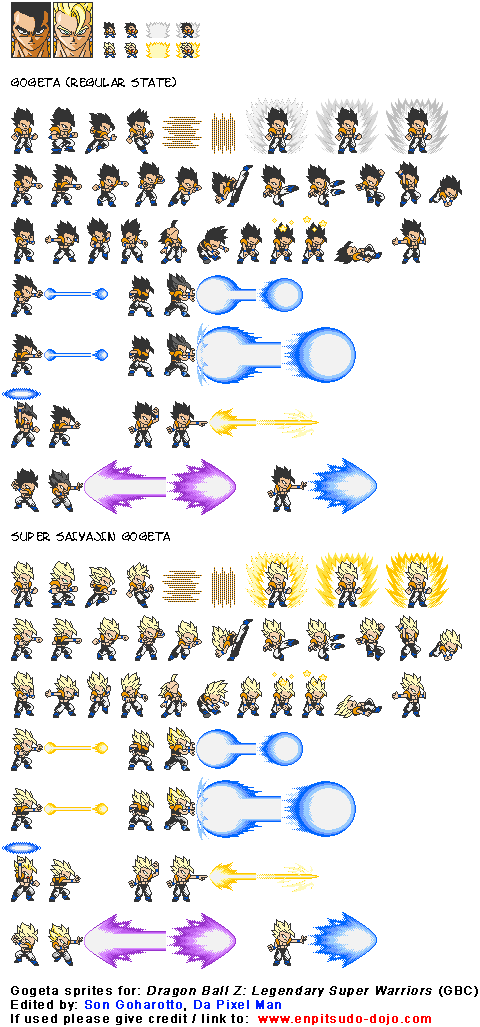 GOGETA (REGULAR STATE)
SUPER SAIYAJIN GOGETA
Gogeta sprites for: Dragon Ball Z: Legendary Super Warriors (GBC)
Edited by: Son Goharotto, Da Pixel Man
If used please give credit / link to: www.enpitsudo-dojo.com